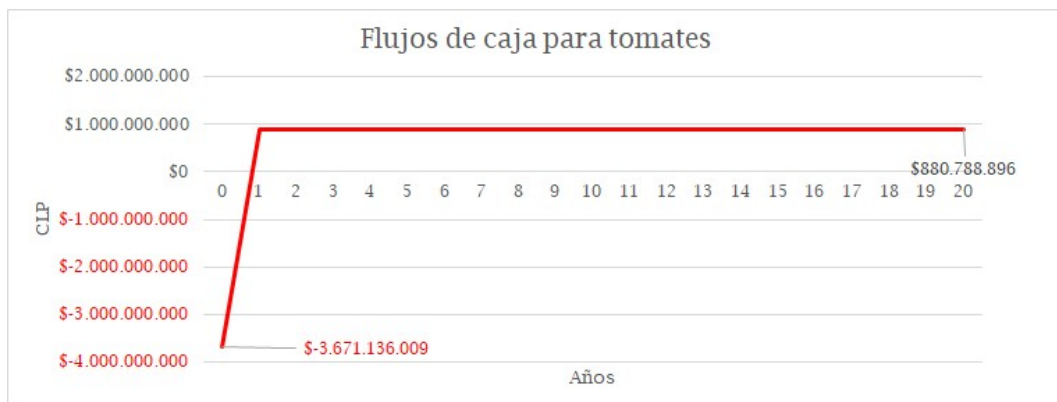 Flujos de caja para tomates
$2.000.000.000
$1.000.000.000
$0
$880.788.896
0 1 2 3 4 5 6 7 8 9 10 11 12 13 14 15 16 17 18 19 20
CLP
$-1.000.000.000
$-2.000.000.000
$-3.000.000.000
$-3.671.136.009
$-4.000.000.000
Años